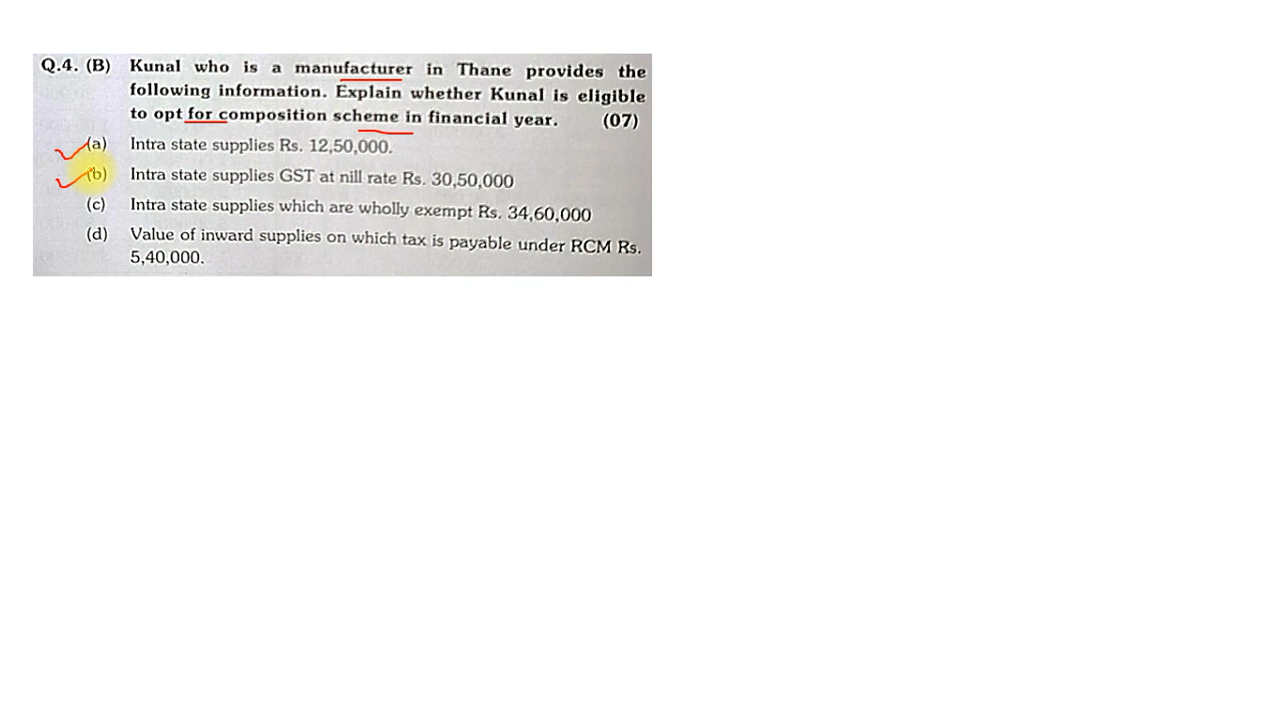 Q.4. (B) Kunal who is a manufacturer in Thane provides the
following information. Explain whether Kunal is eligible
to opt for composition scheme in financial year. (07)
(a) Intra state supplies Rs. 12,50,000.
(b) Intra state supplies GST at nill rate Rs. 30,50,000
(c) Intra state supplies which are wholly exempt Rs. 34,60,000
(d) Value of inward supplies on which tax is payable under RCM Rs.
5,40,000.